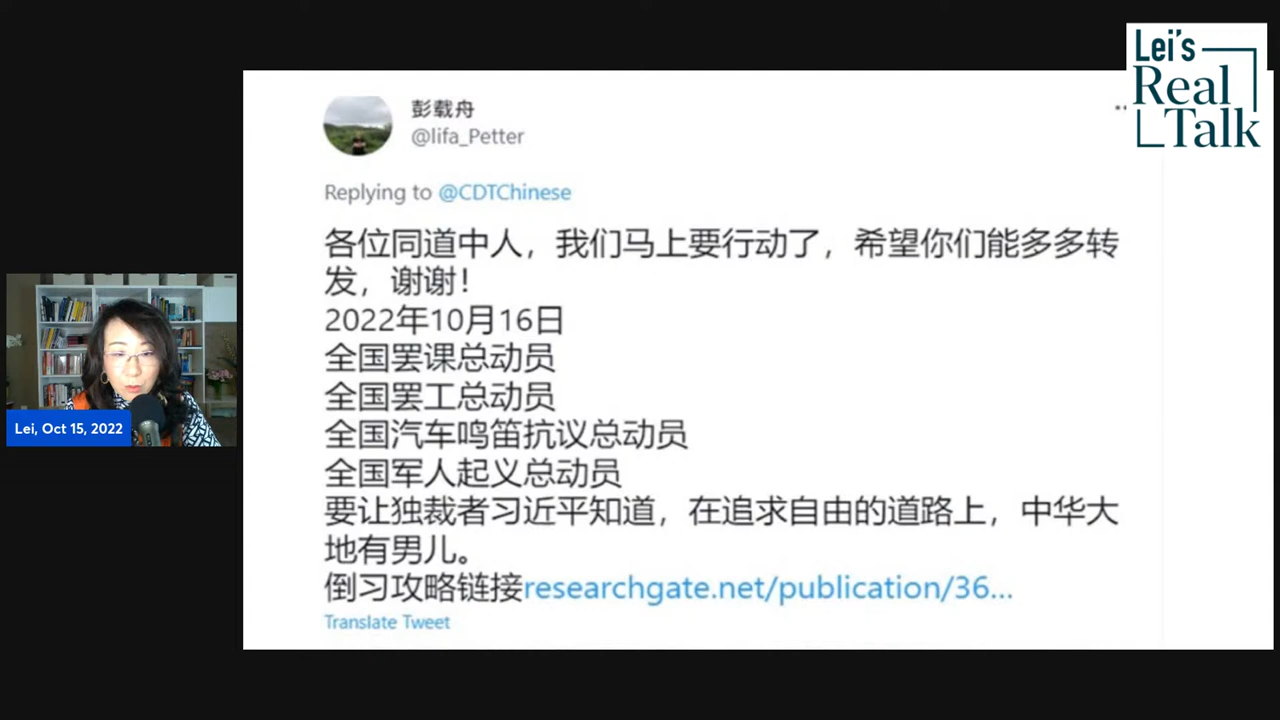 Lei's
Real
Talk
彭载舟
@lifa_Petter
Replying to @CDTChinese
各位同道中人，我们马上要行动了，希望你们能多多转
发，谢谢！
2022年10月16日
全国罢课总动员
全国罢工总动员
全国汽车鸣笛抗议总动员
全国军人起义总动员
要让独裁者习近平知道，在追求自由的道路上，中华大
地有男儿。
倒习攻略链接researchgate.net/publication/36...
Translate Tweet
Lei, Oct 15, 2022